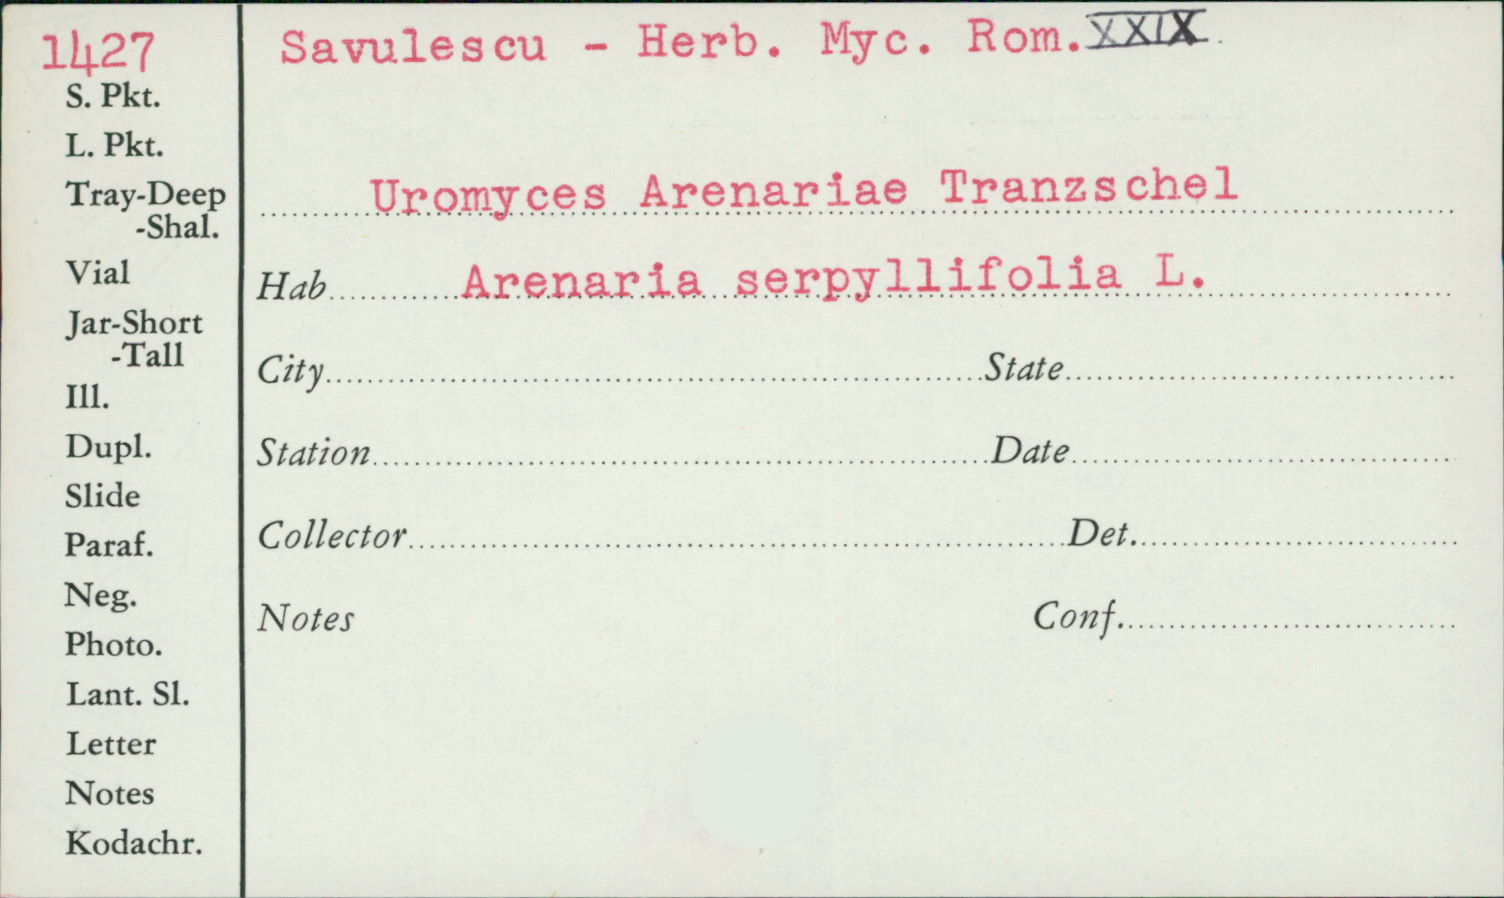 1427
Savulescu - Herb. Myc. Rom. XXIX
S. Pkt.
L. Pkt.
Tray-Deep
-Shal.
Vial
Jar-Short
-Tall
Ill.
Dupl.
Slide
Paraf.
Neg.
Photo.
Lant. Sl.
Letter
Notes
Kodachr.
Uromyces Arenariae Tranzschel
Hab. Arenaria serpyllifolia L.
City State
Station Date
Collector Det.
Notes Conf.